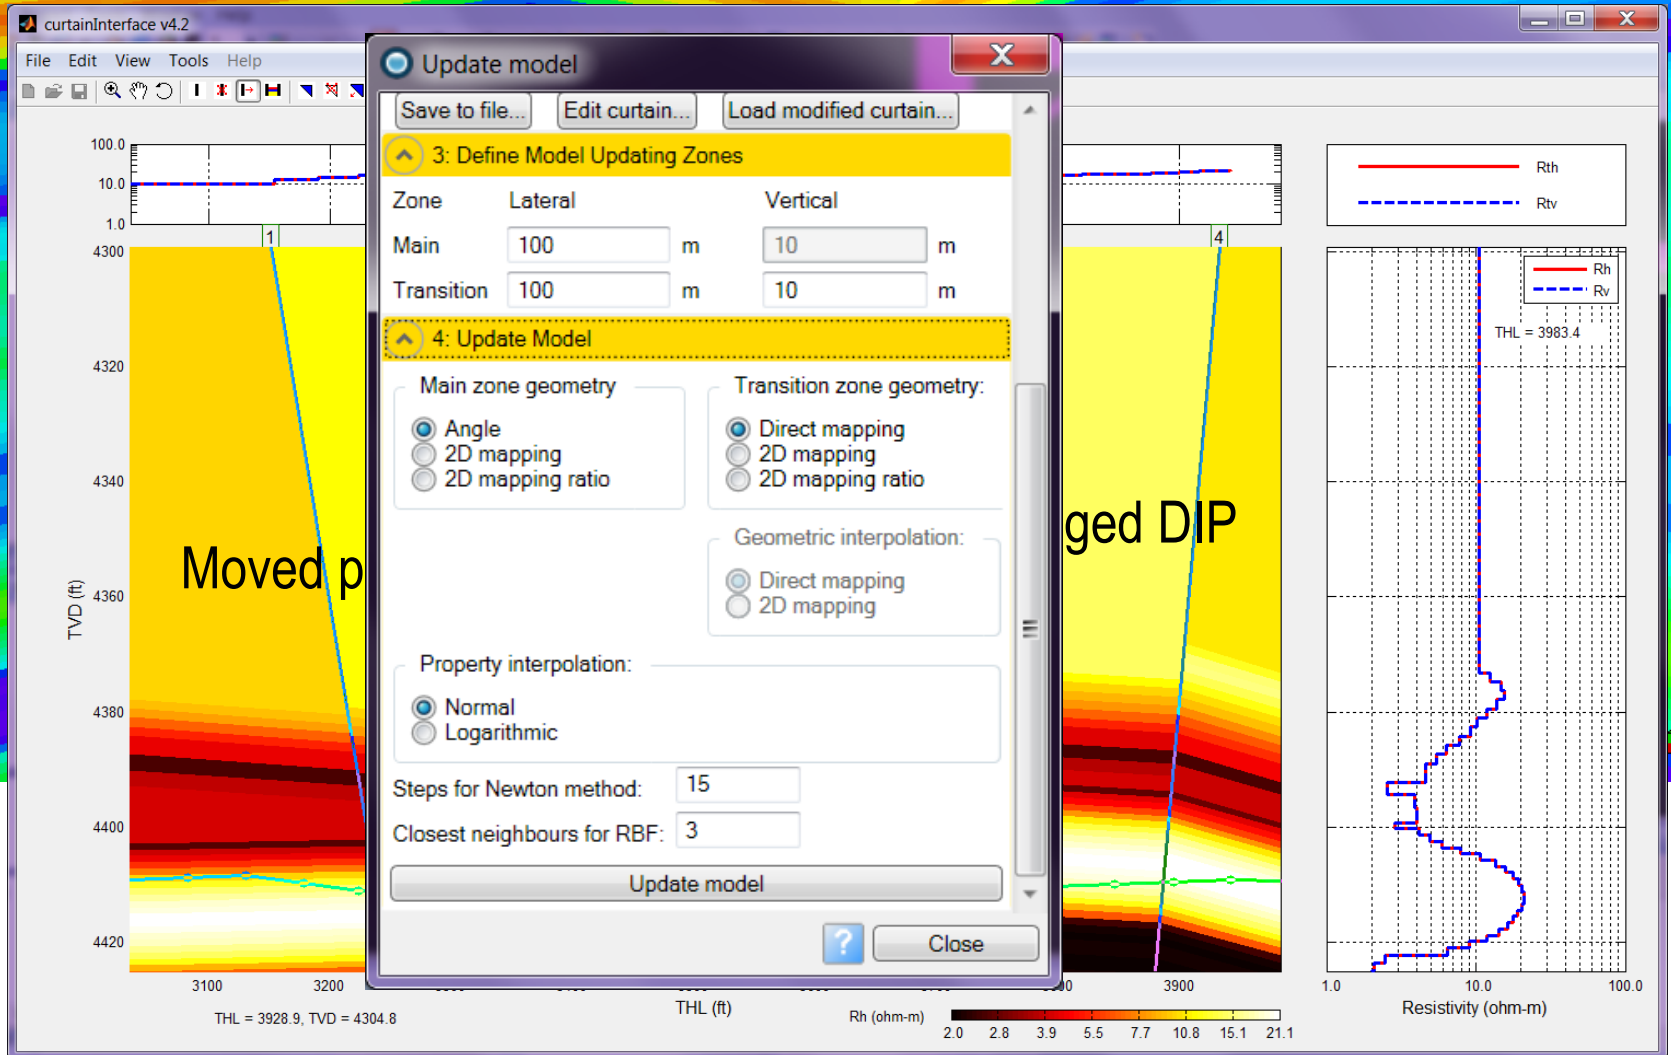 curtainInterface v4.2
File Edit View Tools Help
Update model
Save to file... Edit curtain... Load modified curtain...
3: Define Model Updating Zones
Zone Lateral Vertical
Main 100 m 10 m
Transition 100 m 10 m
4: Update Model
Main zone geometry
Angle
2D mapping
2D mapping ratio
Transition zone geometry:
Direct mapping
2D mapping
2D mapping ratio
Geometric interpolation:
Direct mapping
2D mapping
Property interpolation:
Normal
Logarithmic
Steps for Newton method: 15
Closest neighbours for RBF: 3
Update model
? Close
100.0
10.0
1.0
1
4
Moved p
ged DIP
TVD (ft)
4300
4320
4340
4360
4380
4400
4420
3100 3200 3900
THL (ft)
THL = 3928.9, TVD = 4304.8
Rh (ohm-m)
2.0 2.8 3.9 5.5 7.7 10.8 15.1 21.1
Rth
Rtv
Rh
Rv
THL = 3983.4
1.0 10.0 100.0
Resistivity (ohm-m)